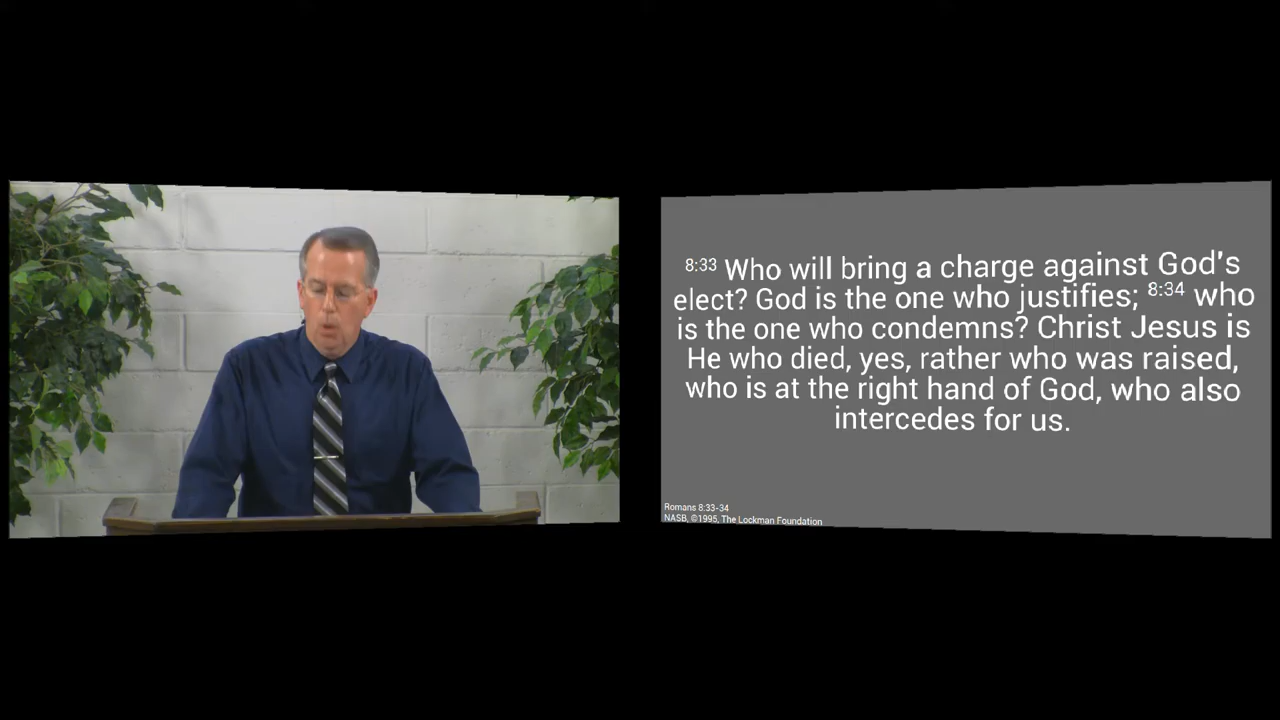 8:33 Who will bring a charge against God's
elect? God is the one who justifies; 8:34 who
is the one who condemns? Christ Jesus is
He who died, yes, rather who was raised,
who is at the right hand of God, who also
intercedes for us.
Romans 8:33-34
NASB, ©1995, The Lockman Foundation